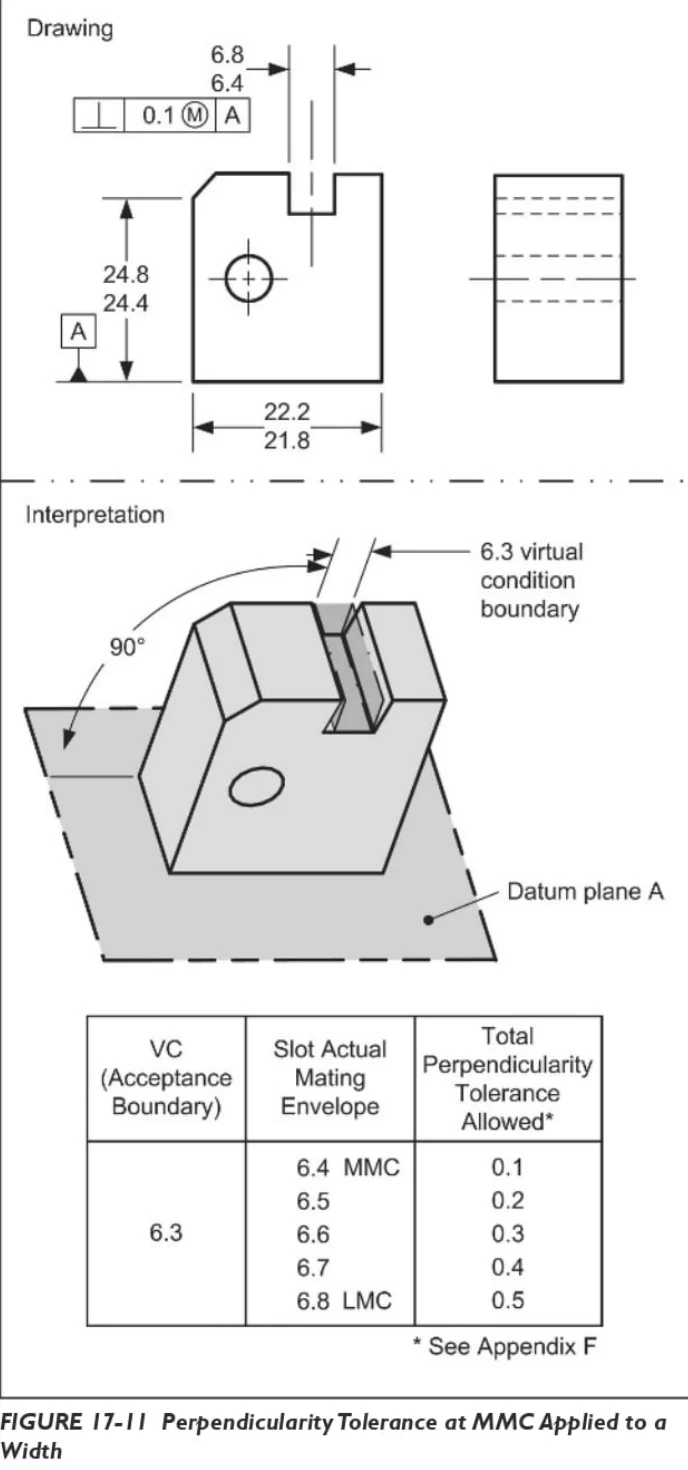 Drawing
6.8
6.4
⊥ 0.1 Ⓜ A
24.8
24.4
A
22.2
21.8
Interpretation
6.3 virtual
condition
boundary
90°
Datum plane A
VC
(Acceptance
Boundary)
Slot Actual
Mating
Envelope
Total
Perpendicularity
Tolerance
Allowed*
6.3
6.4 MMC 0.1
6.5 0.2
6.6 0.3
6.7 0.4
6.8 LMC 0.5
* See Appendix F
FIGURE 17-11 Perpendicularity Tolerance at MMC Applied to a
Width